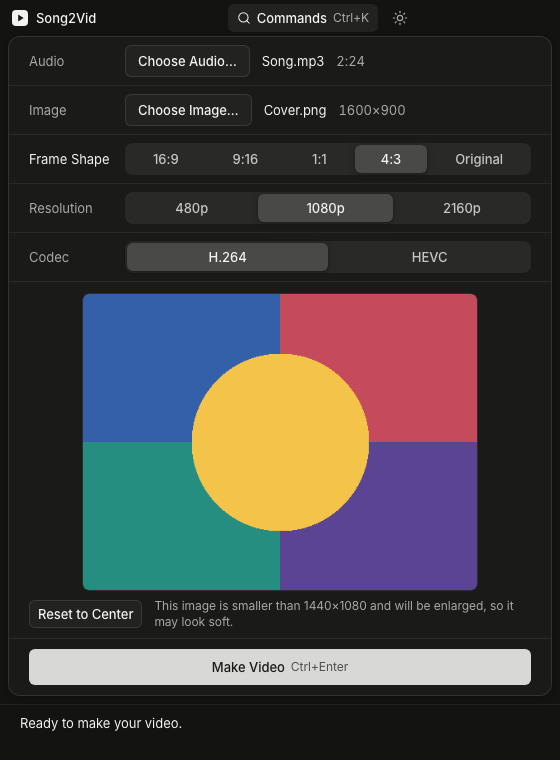 Song2Vid
Commands Ctrl+K
Audio Choose Audio... Song.mp3 2:24
Image Choose Image... Cover.png 1600×900
Frame Shape 16:9 9:16 1:1 4:3 Original
Resolution 480p 1080p 2160p
Codec H.264 HEVC
Reset to Center
This image is smaller than 1440×1080 and will be enlarged, so it
may look soft.
Make Video Ctrl+Enter
Ready to make your video.